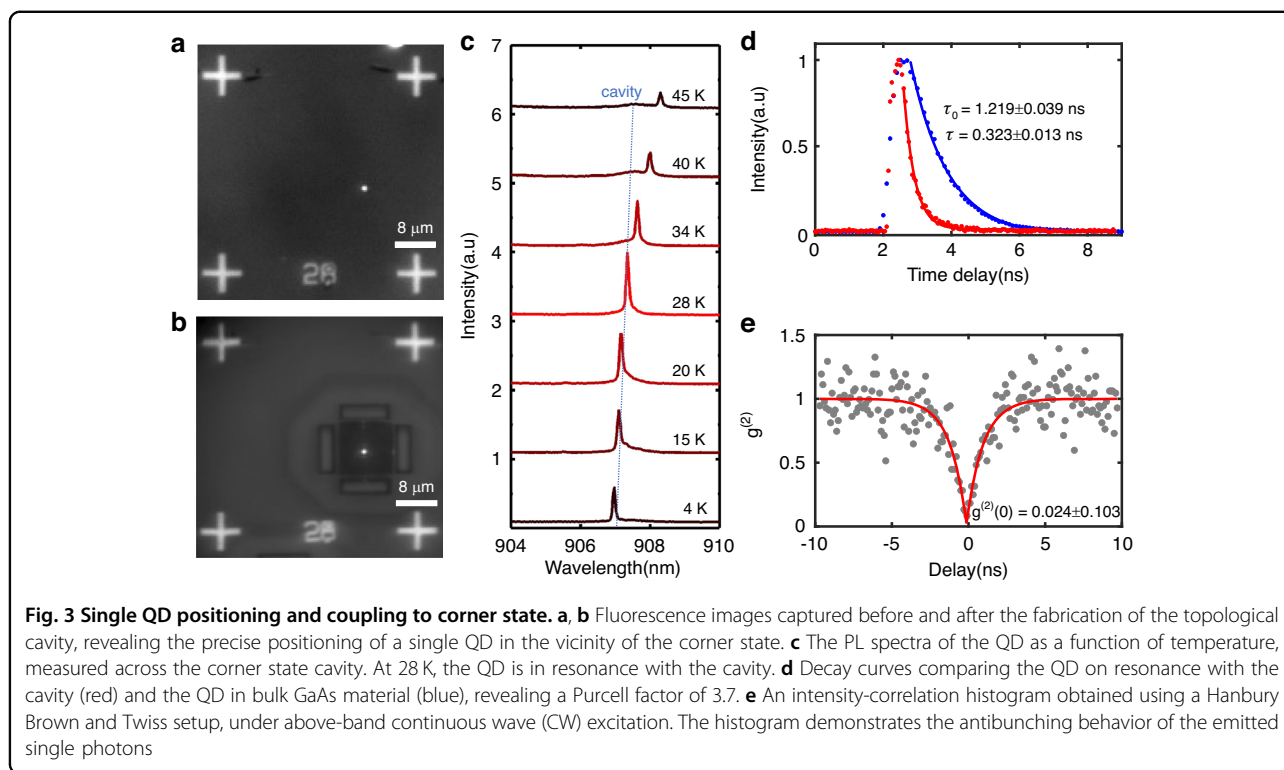 a
8 μm
28
b
8 μm
28
c
7
6
5
4
3
2
1
Intensity(a.u)
cavity
45 K
40 K
34 K
28 K
20 K
15 K
4 K
904 906 908 910
Wavelength(nm)
d
1
0.5
0
Intensity(a.u)
τ0 = 1.219±0.039 ns
τ = 0.323±0.013 ns
0 2 4 6 8
Time delay(ns)
e
1.5
1
0.5
0
g(2)
g(2)(0) = 0.024±0.103
-10 -5 0 5 10
Delay(ns)
Fig. 3 Single QD positioning and coupling to corner state. a, b Fluorescence images captured before and after the fabrication of the topological
cavity, revealing the precise positioning of a single QD in the vicinity of the corner state. c The PL spectra of the QD as a function of temperature,
measured across the corner state cavity. At 28 K, the QD is in resonance with the cavity. d Decay curves comparing the QD on resonance with the
cavity (red) and the QD in bulk GaAs material (blue), revealing a Purcell factor of 3.7. e An intensity-correlation histogram obtained using a Hanbury
Brown and Twiss setup, under above-band continuous wave (CW) excitation. The histogram demonstrates the antibunching behavior of the emitted
single photons